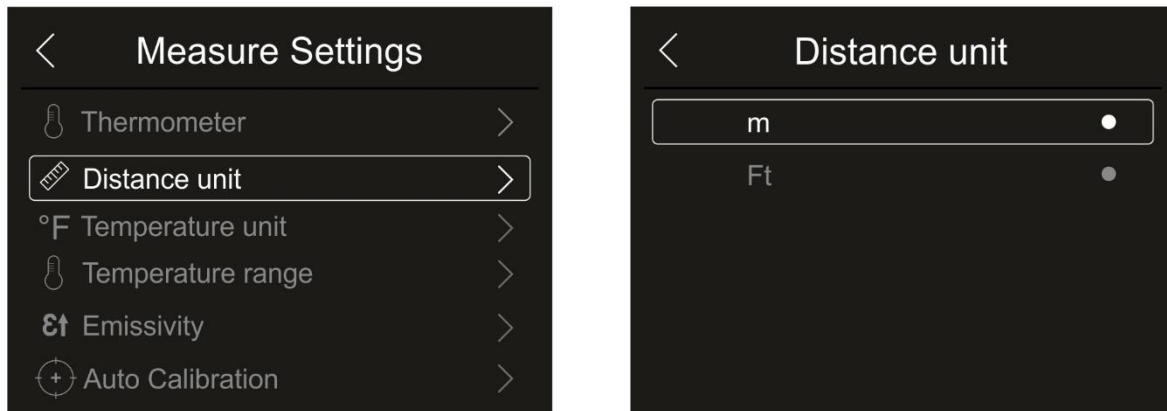 Measure Settings
Thermometer
Distance unit
°F Temperature unit
Temperature range
ε Emissivity
Auto Calibration
Distance unit
m
Ft